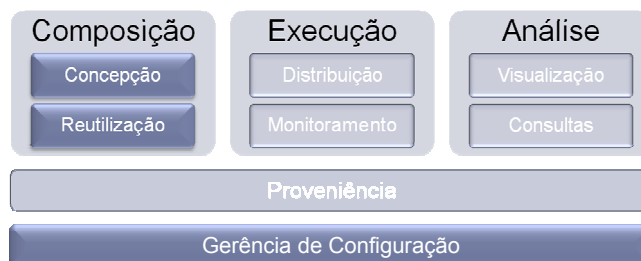 Composição
Execução
Análise
Concepção
Distribuição
Visualização
Reutilização
Monitoramento
Consultas
Proveniência
Gerência de Configuração